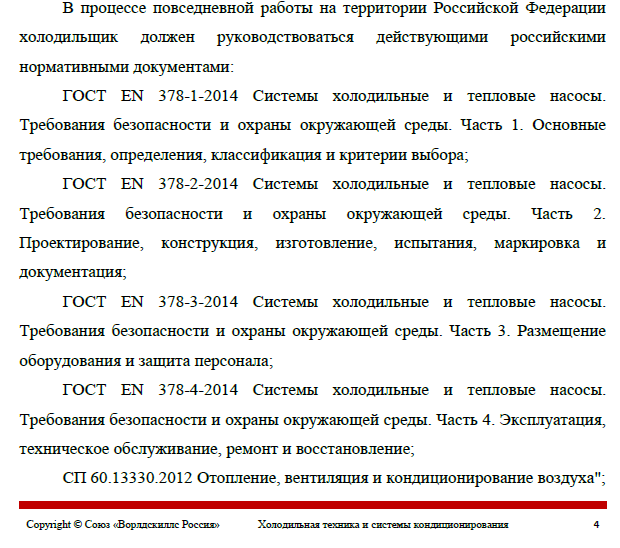 В процессе повседневной работы на территории Российской Федерации
холодильщик должен руководствоваться действующими российскими
нормативными документами:
ГОСТ EN 378-1-2014 Системы холодильные и тепловые насосы.
Требования безопасности и охраны окружающей среды. Часть 1. Основные
требования, определения, классификация и критерии выбора;
ГОСТ EN 378-2-2014 Системы холодильные и тепловые насосы.
Требования безопасности и охраны окружающей среды. Часть 2.
Проектирование, конструкция, изготовление, испытания, маркировка и
документация;
ГОСТ EN 378-3-2014 Системы холодильные и тепловые насосы.
Требования безопасности и охраны окружающей среды. Часть 3. Размещение
оборудования и защита персонала;
ГОСТ EN 378-4-2014 Системы холодильные и тепловые насосы.
Требования безопасности и охраны окружающей среды. Часть 4. Эксплуатация,
техническое обслуживание, ремонт и восстановление;
СП 60.13330.2012 Отопление, вентиляция и кондиционирование воздуха";
Copyright © Союз «Ворлдскиллс Россия» Холодильная техника и системы кондиционирования 4